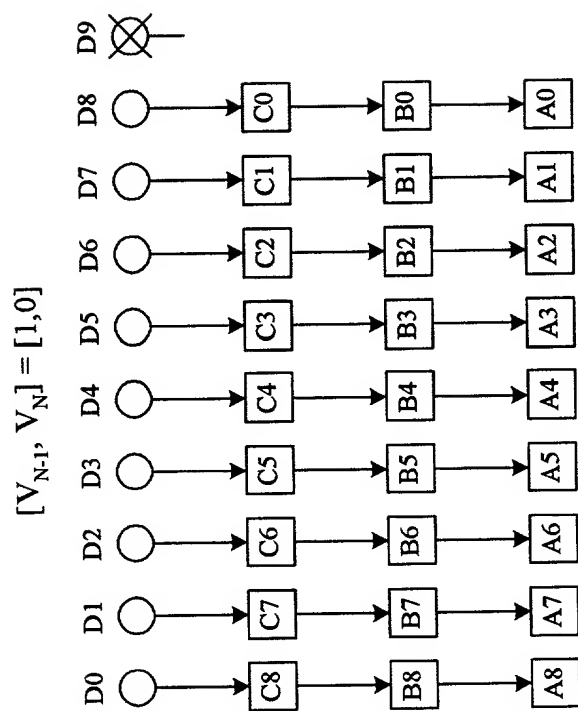 [V_{N-1}, V_N] = [1,0]
D0 D1 D2 D3 D4 D5 D6 D7 D8 D9
C8 C7 C6 C5 C4 C3 C2 C1 C0
B8 B7 B6 B5 B4 B3 B2 B1 B0
A8 A7 A6 A5 A4 A3 A2 A1 A0